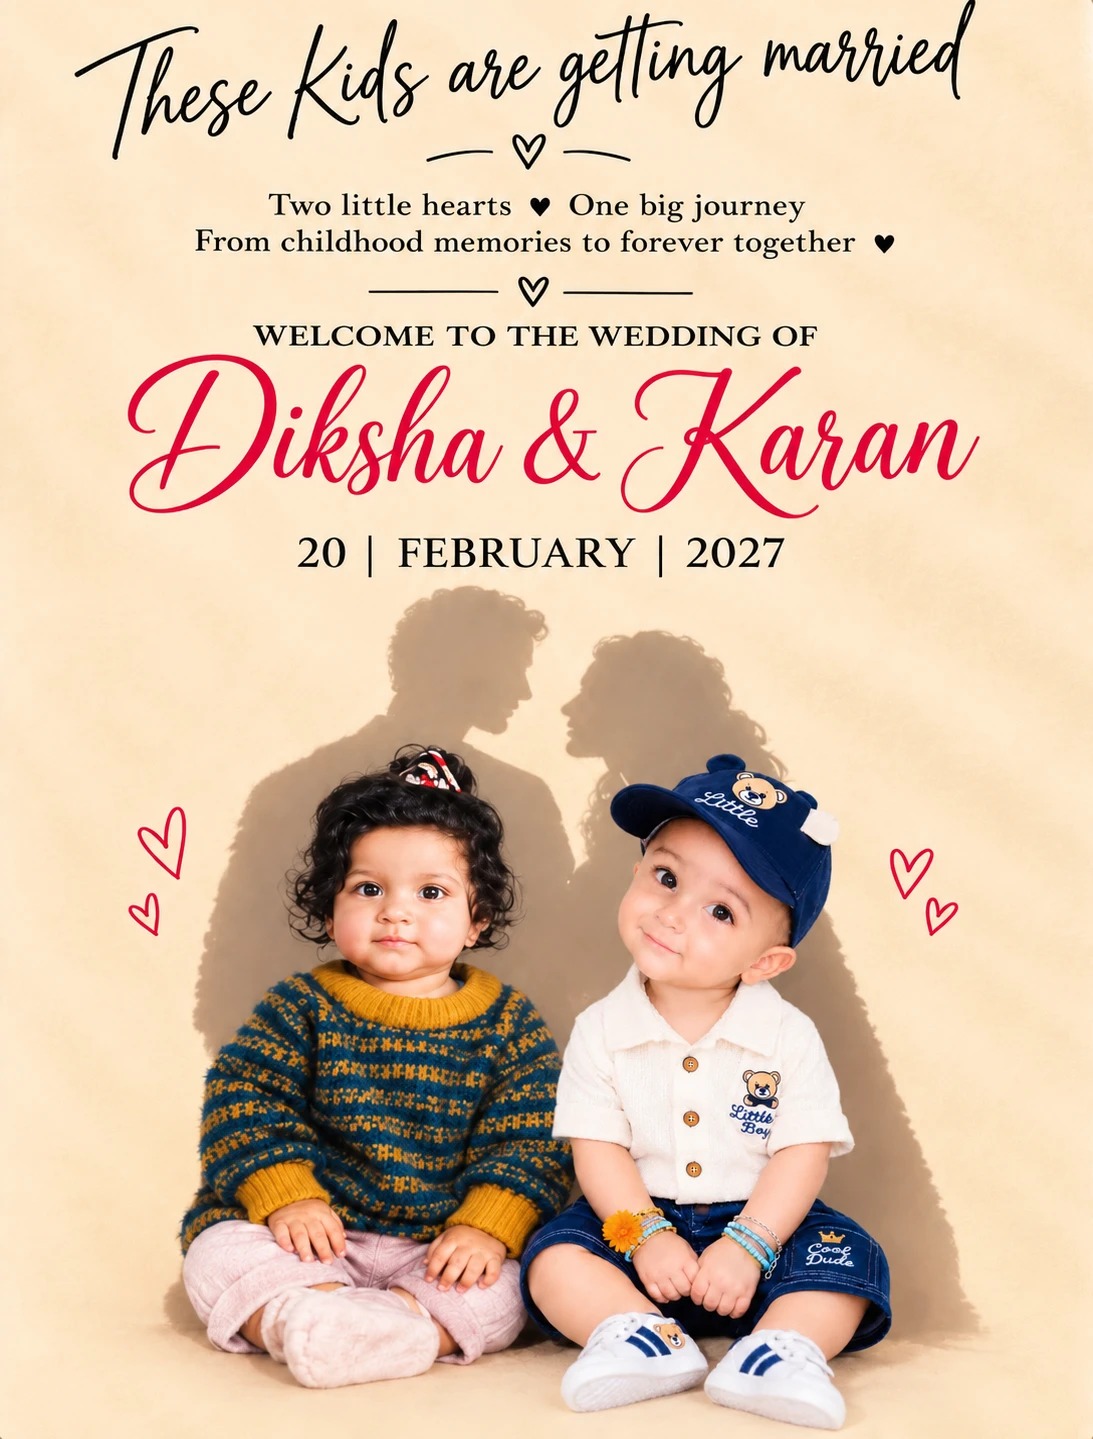 These Kids are getting married
Two little hearts ♥ One big journey
From childhood memories to forever together ♥
WELCOME TO THE WEDDING OF
Diksha & Karan
20 | FEBRUARY | 2027
Little
Little
Boy
Cool
Dude